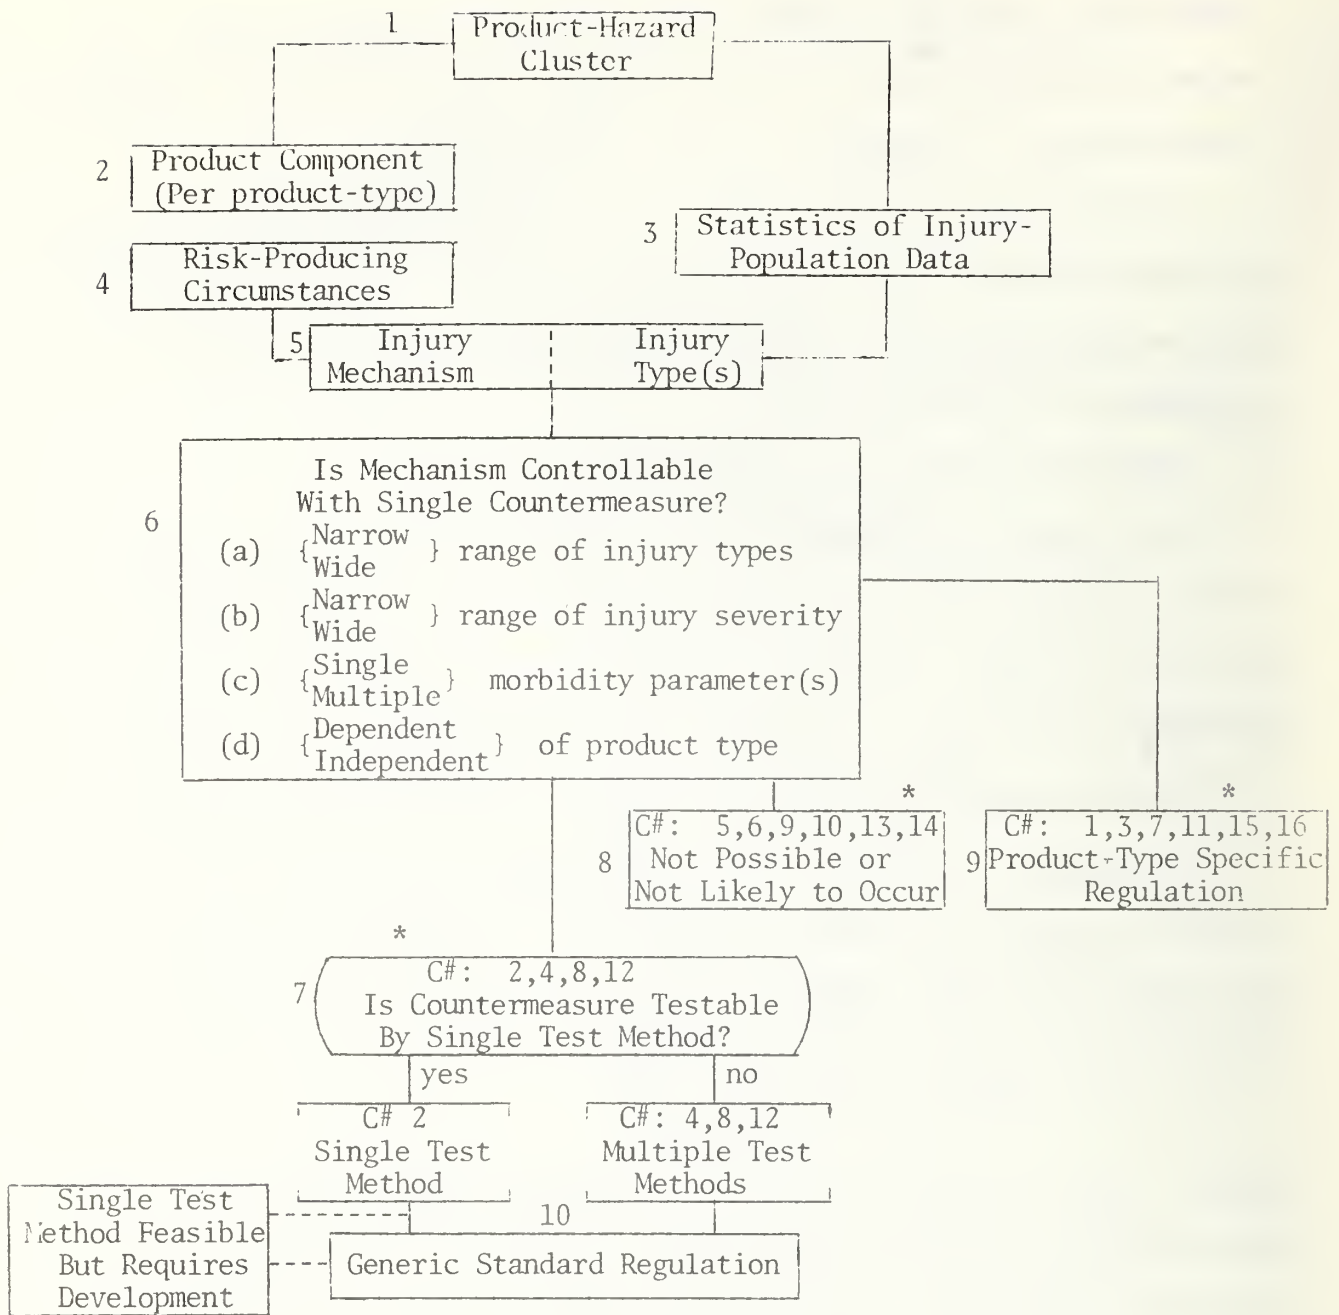 1
Product-Hazard
Cluster
2
Product Component
(Per product-type)
3
Statistics of Injury-
Population Data
4
Risk-Producing
Circumstances
5
Injury
Mechanism
Injury
Type(s)
6
Is Mechanism Controllable
With Single Countermeasure?
(a) {Narrow
Wide } range of injury types
(b) {Narrow
Wide } range of injury severity
(c) {Single
Multiple} morbidity parameter(s)
(d) {Dependent
Independent} of product type
*
8
C#: 5,6,9,10,13,14
Not Possible or
Not Likely to Occur
*
9
C#: 1,3,7,11,15,16
Product-Type Specific
Regulation
*
7
C#: 2,4,8,12
Is Countermeasure Testable
By Single Test Method?
yes
no
C# 2
Single Test
Method
C#: 4,8,12
Multiple Test
Methods
Single Test
Method Feasible
But Requires
Development
10
Generic Standard Regulation